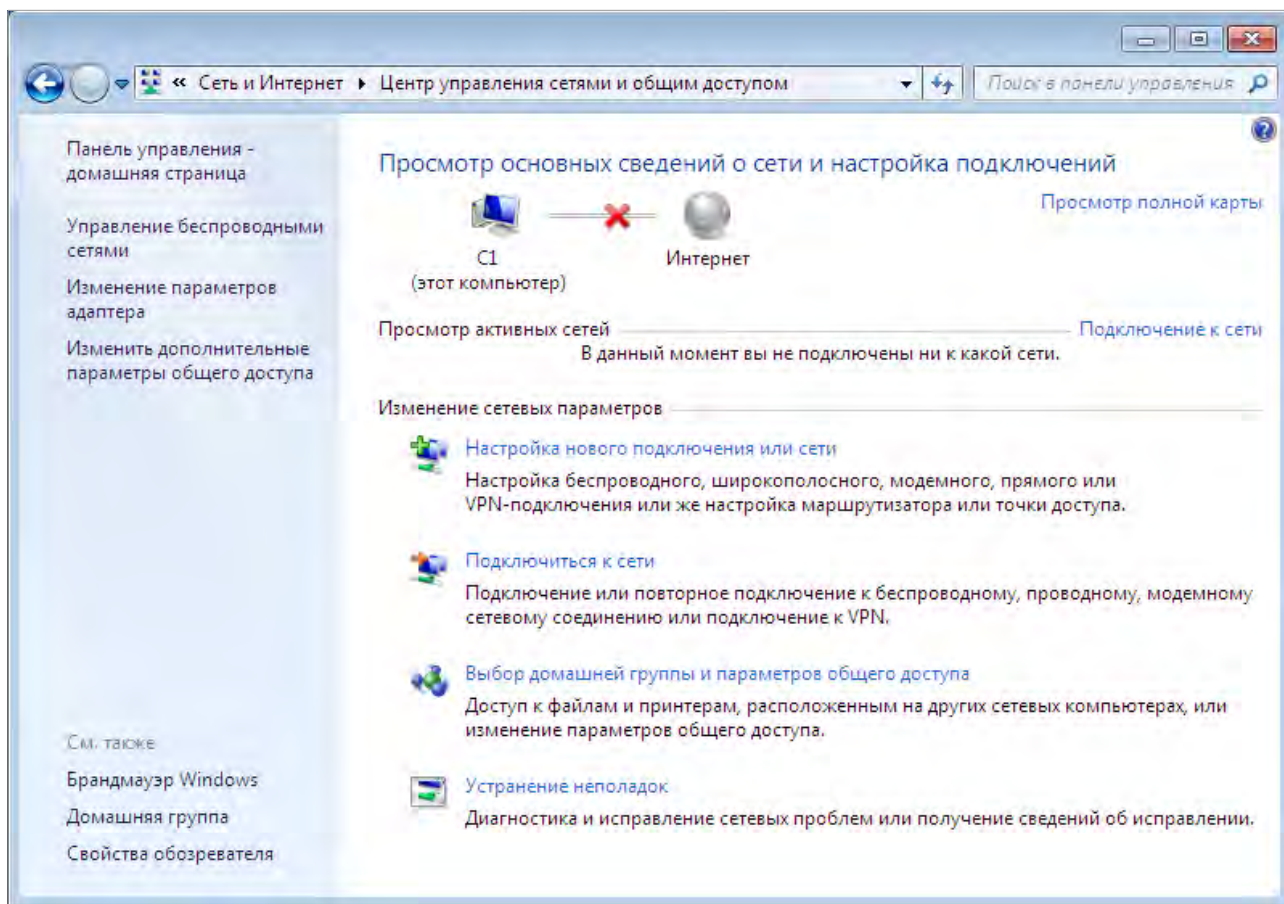 « Сеть и Интернет ▸ Центр управления сетями и общим доступом
Поиск в панели управления
Панель управления -
домашняя страница
Управление беспроводными
сетями
Изменение параметров
адаптера
Изменить дополнительные
параметры общего доступа
См. также
Брандмауэр Windows
Домашняя группа
Свойства обозревателя
Просмотр основных сведений о сети и настройка подключений
Просмотр полной карты
C1
(этот компьютер)
Интернет
Просмотр активных сетей
Подключение к сети
В данный момент вы не подключены ни к какой сети.
Изменение сетевых параметров
Настройка нового подключения или сети
Настройка беспроводного, широкополосного, модемного, прямого или
VPN-подключения или же настройка маршрутизатора или точки доступа.
Подключиться к сети
Подключение или повторное подключение к беспроводному, проводному, модемному
сетевому соединению или подключение к VPN.
Выбор домашней группы и параметров общего доступа
Доступ к файлам и принтерам, расположенным на других сетевых компьютерах, или
изменение параметров общего доступа.
Устранение неполадок
Диагностика и исправление сетевых проблем или получение сведений об исправлении.